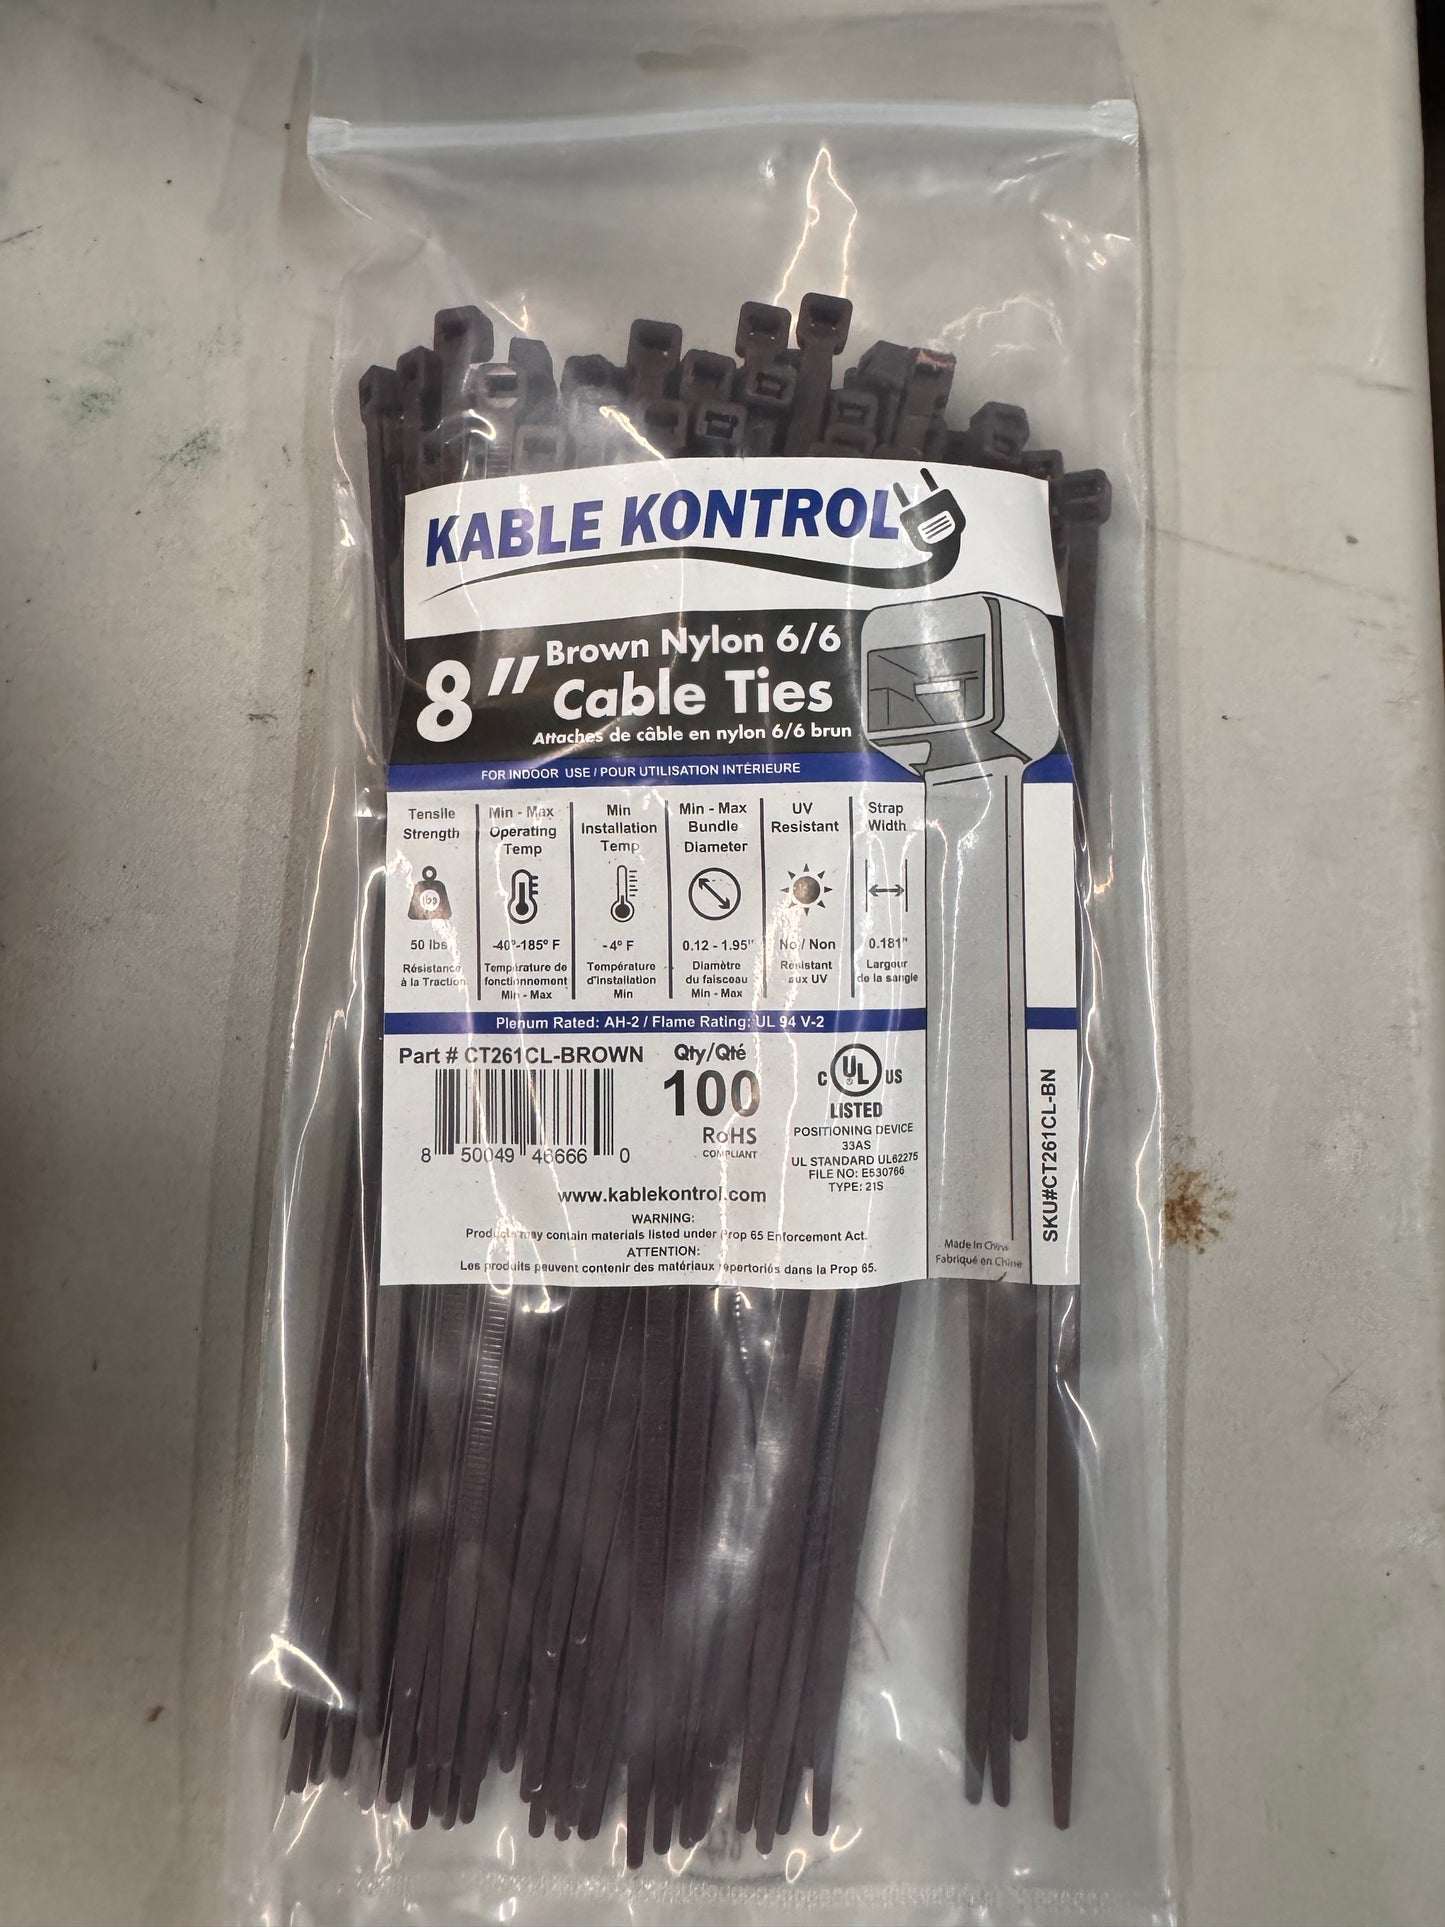 KABLE KONTROL
8"
Brown Nylon 6/6
Cable Ties
Attaches de câble en nylon 6/6 brun
FOR INDOOR USE / POUR UTILISATION INTÉRIEURE
Tensile
Strength
lbs
50 lbs
Résistance
à la Traction
Min - Max
Operating
Temp
-40°-185° F
Température de
fonctionnement
Min - Max
Min
Installation
Temp
-4° F
Température
d'installation
Min
Min - Max
Bundle
Diameter
0.12 - 1.95"
Diamètre
du faisceau
Min - Max
UV
Resistant
No / Non
Résistant
aux UV
Strap
Width
0.181"
Largeur
de la sangle
Plenum Rated: AH-2 / Flame Rating: UL 94 V-2
Part # CT261CL-BROWN
8 50049 46666 0
Qty/Qté
100
RoHS
COMPLIANT
C UL US
LISTED
POSITIONING DEVICE
33AS
UL STANDARD UL62275
FILE NO: E530766
TYPE: 21S
www.kablekontrol.com
WARNING:
Products may contain materials listed under Prop 65 Enforcement Act.
ATTENTION:
Les produits peuvent contenir des matériaux répertoriés dans la Prop 65.
Made in China
Fabriqué en Chine
SKU#CT261CL-BN